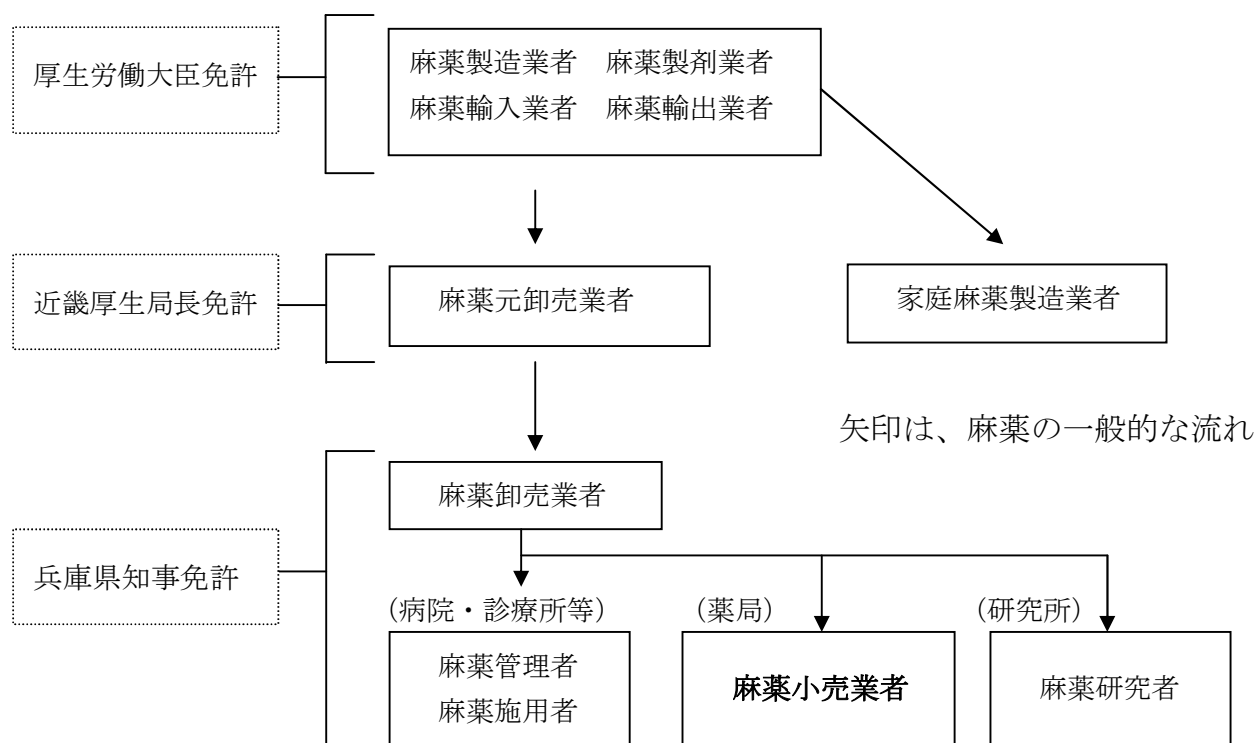 厚生労働大臣免許
麻薬製造業者　麻薬製剤業者
麻薬輸入業者　麻薬輸出業者
近畿厚生局長免許
麻薬元卸売業者
家庭麻薬製造業者
矢印は、麻薬の一般的な流れ
麻薬卸売業者
兵庫県知事免許
(病院・診療所等)
(薬局)
(研究所)
麻薬管理者
麻薬施用者
麻薬小売業者
麻薬研究者